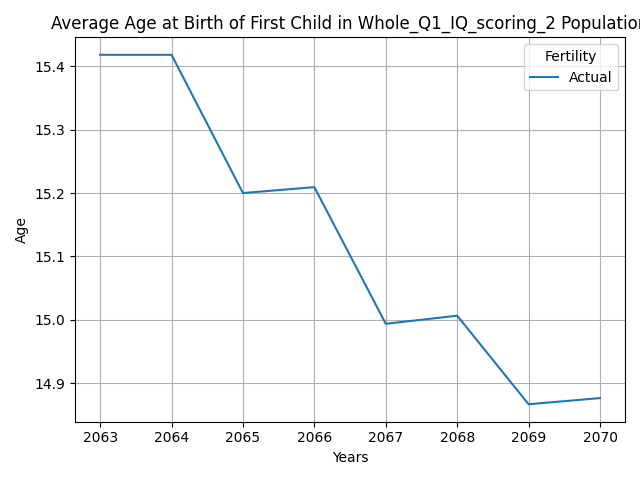 Average Age at Birth of First Child in Whole_Q1_IQ_scoring_2 Population
Fertility
Actual
Age
15.4
15.3
15.2
15.1
15.0
14.9
2063 2064 2065 2066 2067 2068 2069 2070
Years